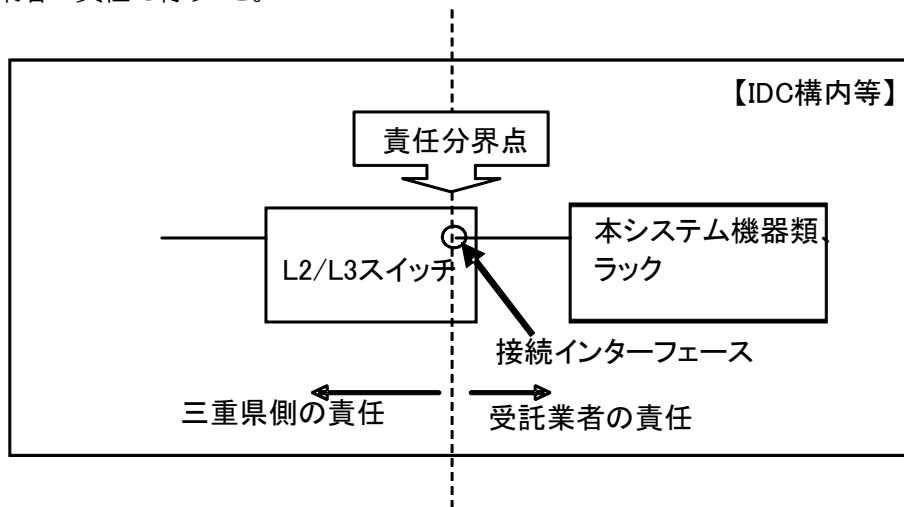 【IDC構内等】
責任分界点
本システム機器類、
ラック
L2/L3スイッチ
接続インターフェース
三重県側の責任
受託業者の責任